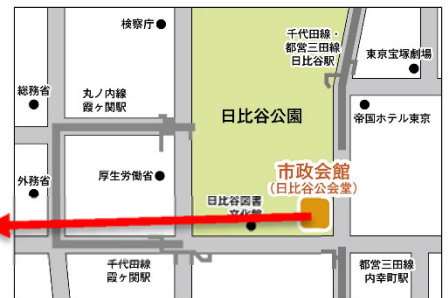 検察庁
千代田線・
都営三田線
日比谷駅
東京宝塚劇場
総務省
丸ノ内線
霞ヶ関駅
日比谷公園
帝国ホテル東京
市政会館
(日比谷公会堂)
外務省
厚生労働省
日比谷図書
文化館
千代田線
霞ヶ関駅
都営三田線
内幸町駅